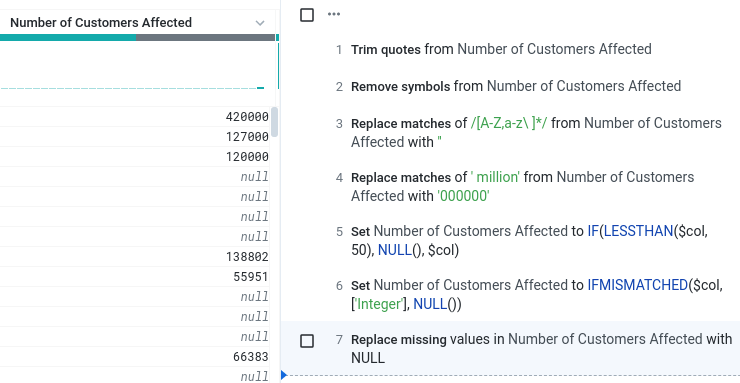 Number of Customers Affected
420000
127000
120000
null
null
null
null
138802
55951
null
null
null
66383
null
1 Trim quotes from Number of Customers Affected
2 Remove symbols from Number of Customers Affected
3 Replace matches of /[A-Z,a-z\ ]*/ from Number of Customers
Affected with ''
4 Replace matches of ' million' from Number of Customers
Affected with '000000'
5 Set Number of Customers Affected to IF(LESSTHAN($col,
50), NULL(), $col)
6 Set Number of Customers Affected to IFMISMATCHED($col,
['Integer'], NULL())
7 Replace missing values in Number of Customers Affected with
NULL